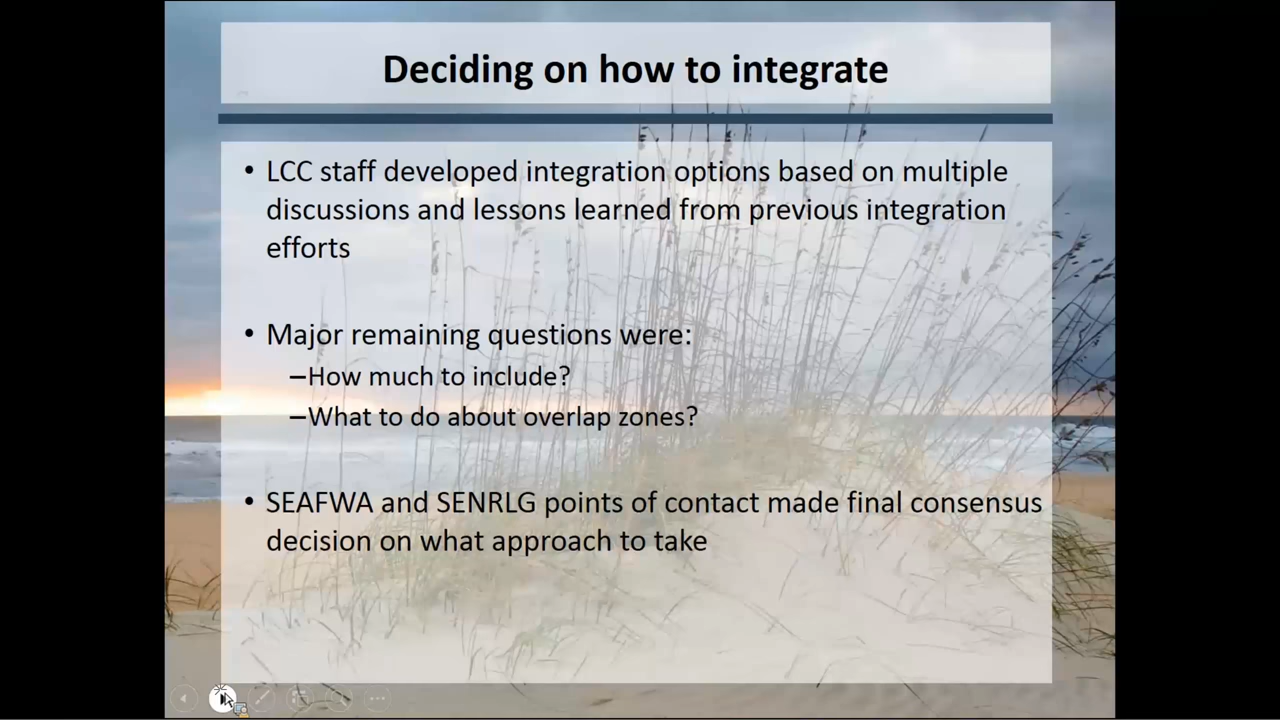 Deciding on how to integrate
• LCC staff developed integration options based on multiple
discussions and lessons learned from previous integration
efforts
• Major remaining questions were:
–How much to include?
–What to do about overlap zones?
• SEAFWA and SENRLG points of contact made final consensus
decision on what approach to take